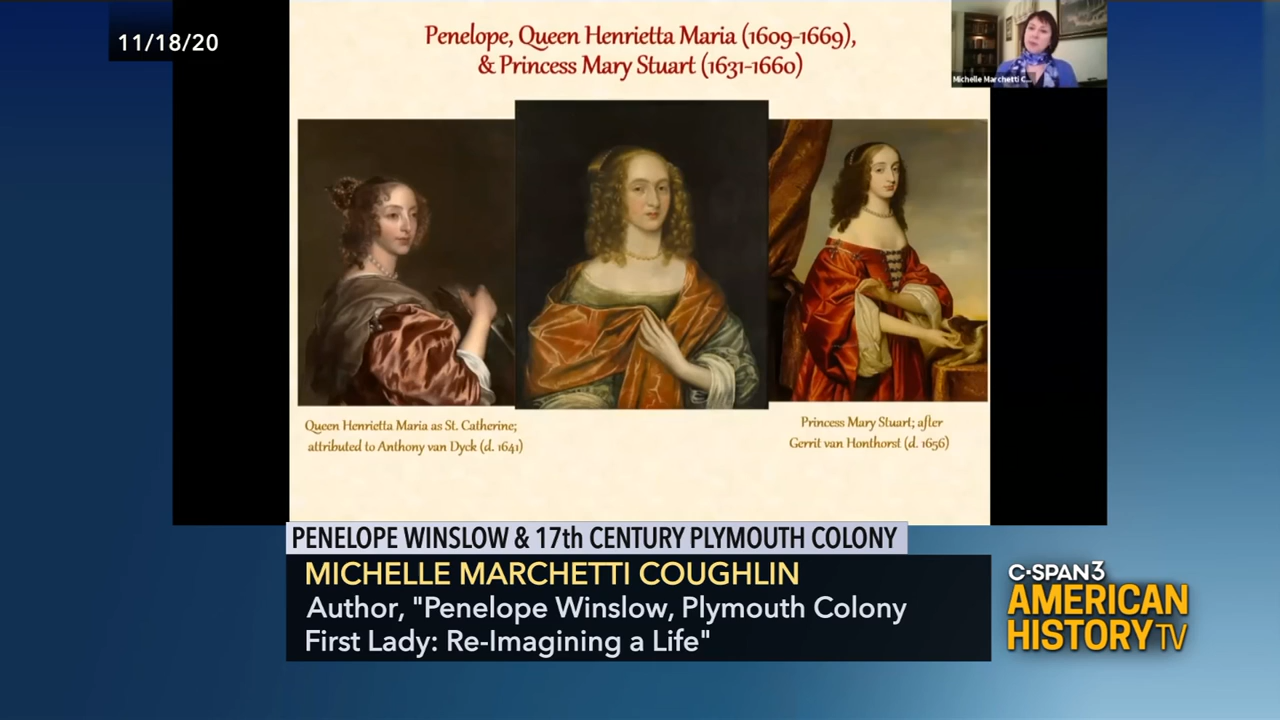 11/18/20
Penelope, Queen Henrietta Maria (1609-1669),
& Princess Mary Stuart (1631-1660)
Michelle Marchetti C...
Queen Henrietta Maria as St. Catherine;
attributed to Anthony van Dyck (d. 1641)
Princess Mary Stuart; after
Gerrit van Honthorst (d. 1656)
PENELOPE WINSLOW & 17th CENTURY PLYMOUTH COLONY
MICHELLE MARCHETTI COUGHLIN
Author, "Penelope Winslow, Plymouth Colony
First Lady: Re-Imagining a Life"
C-SPAN3
AMERICAN
HISTORY TV